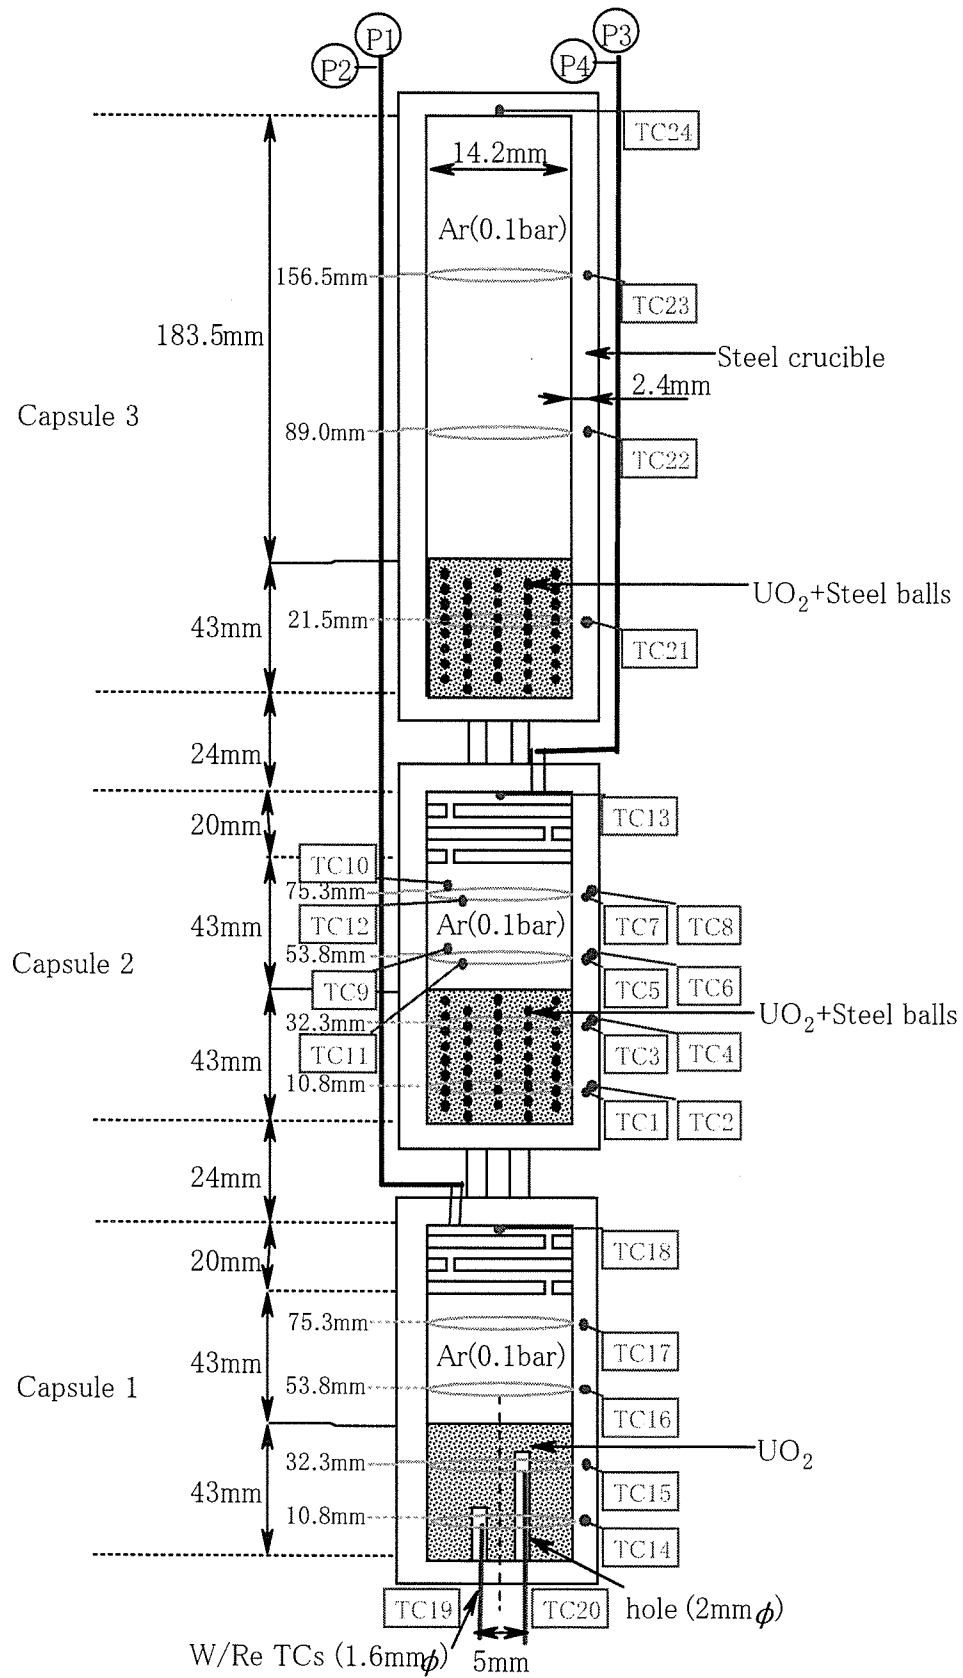 P1
P3
P2
P4
TC24
14.2mm
Ar(0.1bar)
156.5mm
TC23
183.5mm
Steel crucible
2.4mm
Capsule 3
89.0mm
TC22
UO2+Steel balls
21.5mm
43mm
TC21
24mm
TC13
20mm
TC10
75.3mm
TC12
TC7
TC8
43mm
Ar(0.1bar)
53.8mm
Capsule 2
TC9
TC5
TC6
UO2+Steel balls
32.3mm
TC11
TC3
TC4
43mm
10.8mm
TC1
TC2
24mm
TC18
20mm
75.3mm
TC17
Ar(0.1bar)
43mm
53.8mm
Capsule 1
TC16
UO2
32.3mm
43mm
TC15
10.8mm
TC14
TC19
TC20
hole (2mmϕ)
W/Re TCs (1.6mmϕ)
5mm